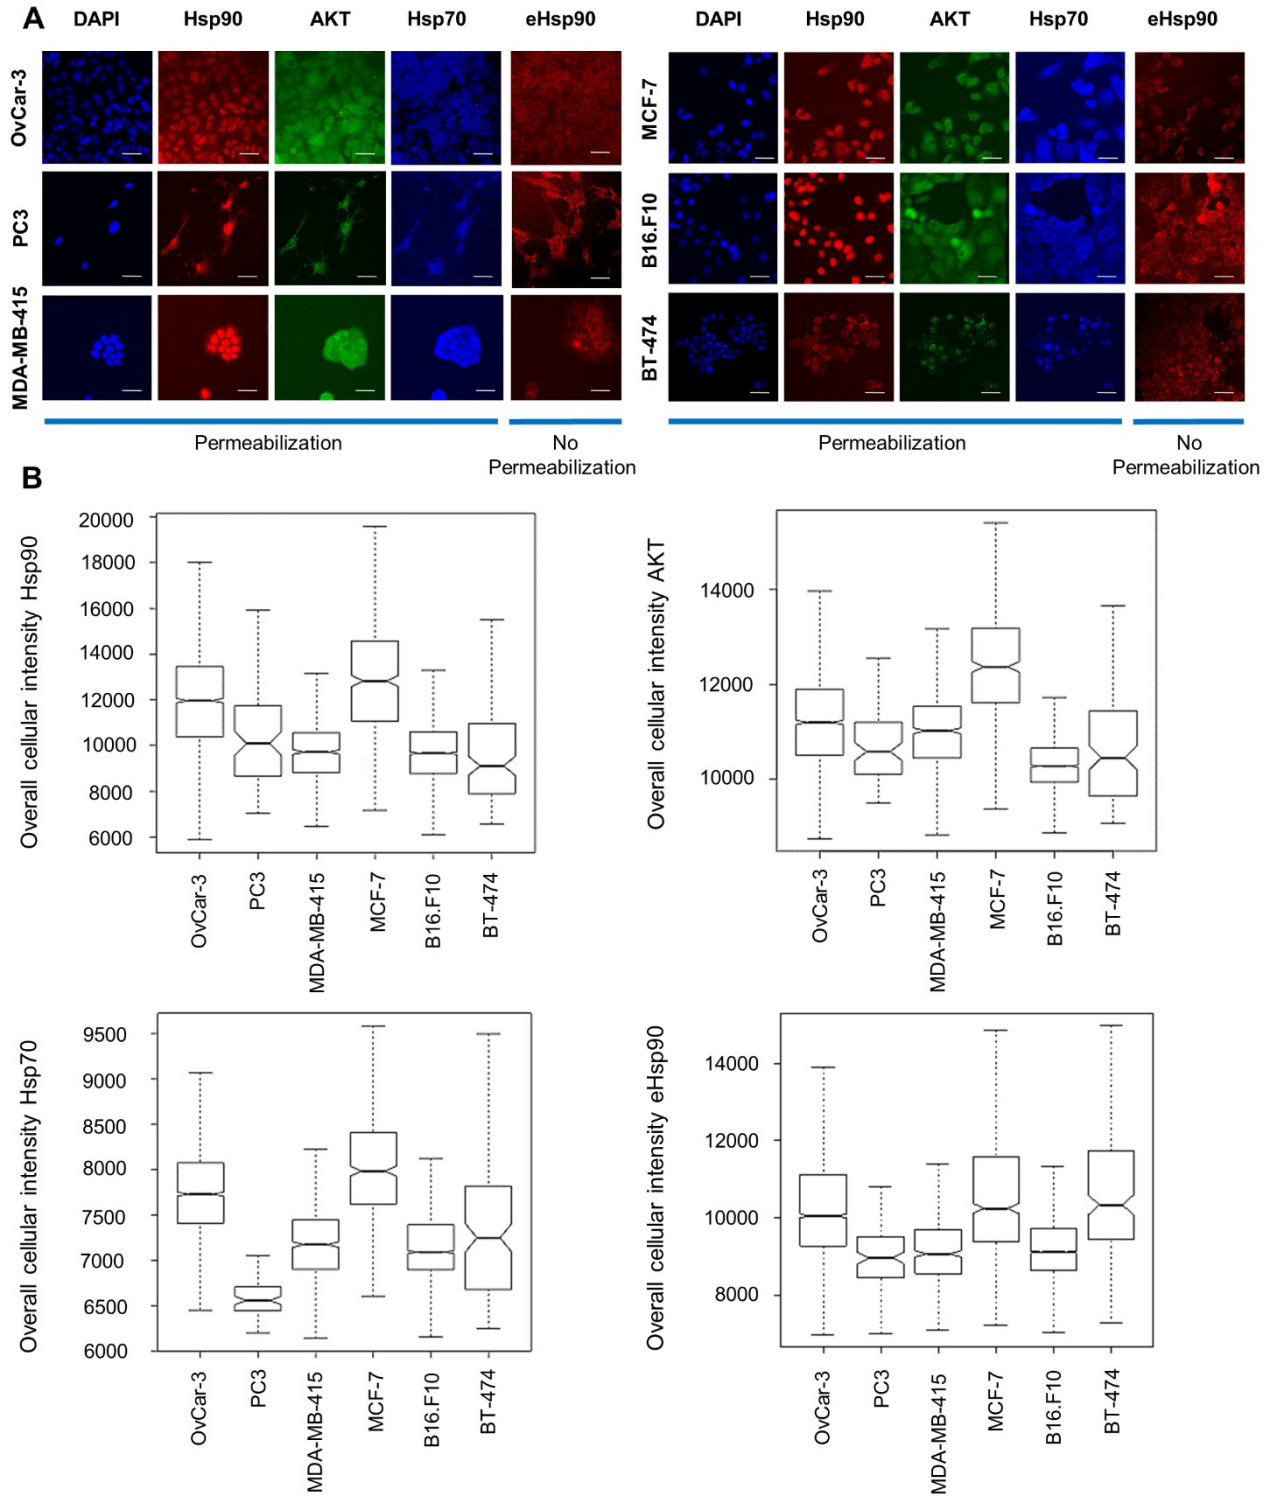 A
DAPI Hsp90 AKT Hsp70 eHsp90 DAPI Hsp90 AKT Hsp70 eHsp90
OvCar-3
PC3
MDA-MB-415
MCF-7
B16.F10
BT-474
Permeabilization
No
Permeabilization
Permeabilization
No
Permeabilization
B
Overall cellular intensity Hsp90
20000
18000
16000
14000
12000
10000
8000
6000
OvCar-3
PC3
MDA-MB-415
MCF-7
B16.F10
BT-474
Overall cellular intensity AKT
14000
12000
10000
OvCar-3
PC3
MDA-MB-415
MCF-7
B16.F10
BT-474
Overall cellular intensity Hsp70
9500
9000
8500
8000
7500
7000
6500
6000
OvCar-3
PC3
MDA-MB-415
MCF-7
B16.F10
BT-474
Overall cellular intensity eHsp90
14000
12000
10000
8000
OvCar-3
PC3
MDA-MB-415
MCF-7
B16.F10
BT-474